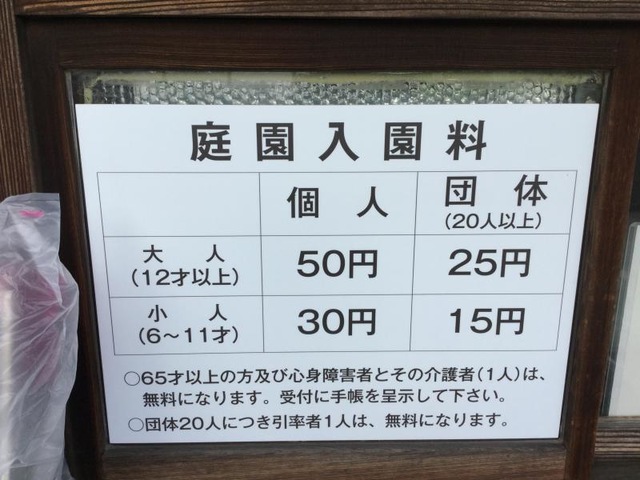 庭園入園料
個人 団体
(20人以上)
大人
(12才以上)
50円 25円
小人
(6～11才)
30円 15円
○65才以上の方及び心身障害者とその介護者(1人)は、
無料になります。受付に手帳を呈示して下さい。
○団体20人につき引率者1人は、無料になります。